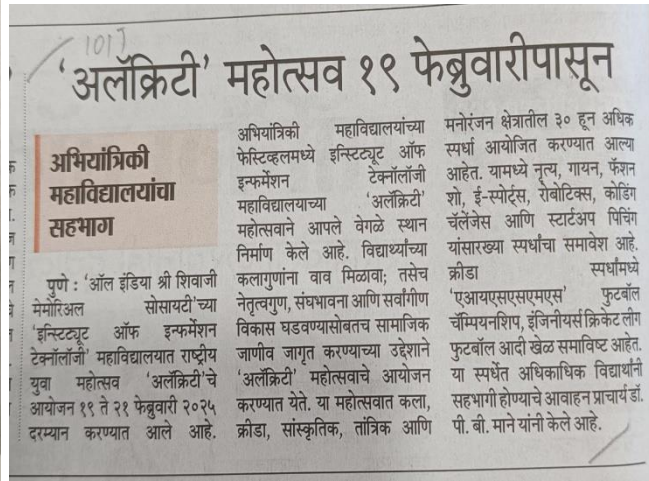 १01७
‘अलॅक्रिटी’ महोत्सव १९ फेब्रुवारीपासून
अभियांत्रिकी
महाविद्यालयांचा
सहभाग
पुणे : ‘ऑल इंडिया श्री शिवाजी
मेमोरिअल सोसायटी’च्या
‘इन्स्टिट्यूट ऑफ इन्फर्मेशन
टेक्नॉलॉजी’ महाविद्यालयात राष्ट्रीय
युवा महोत्सव ‘अलॅक्रिटी’चे
आयोजन १९ ते २१ फेब्रुवारी २०२५
दरम्यान करण्यात आले आहे.
अभियांत्रिकी महाविद्यालयांच्या
फेस्टिव्हलमध्ये इन्स्टिट्यूट ऑफ
इन्फर्मेशन टेक्नॉलॉजी
महाविद्यालयाच्या ‘अलॅक्रिटी’
महोत्सवाने आपले वेगळे स्थान
निर्माण केले आहे. विद्यार्थ्यांच्या
कलागुणांना वाव मिळावा; तसेच
नेतृत्वगुण, संघभावना आणि सर्वांगीण
विकास घडवण्यासोबतच सामाजिक
जाणीव जागृत करण्याच्या उद्देशाने
‘अलॅक्रिटी’ महोत्सवाचे आयोजन
करण्यात येते. या महोत्सवात कला,
क्रीडा, सांस्कृतिक, तांत्रिक आणि
मनोरंजन क्षेत्रातील ३० हून अधिक
स्पर्धा आयोजित करण्यात आल्या
आहेत. यामध्ये नृत्य, गायन, फॅशन
शो, ई-स्पोर्ट्स, रोबोटिक्स, कोडिंग
चॅलेंजेस आणि स्टार्टअप पिचिंग
यांसारख्या स्पर्धांचा समावेश आहे.
क्रीडा स्पर्धांमध्ये
‘एआयएसएसएमएस’ फुटबॉल
चॅम्पियनशिप, इंजिनीयर्स क्रिकेट लीग
फुटबॉल आदी खेळ समाविष्ट आहेत.
या स्पर्धेत अधिकाधिक विद्यार्थांनी
सहभागी होण्याचे आवाहन प्राचार्य डॉ.
पी. बी. माने यांनी केले आहे.